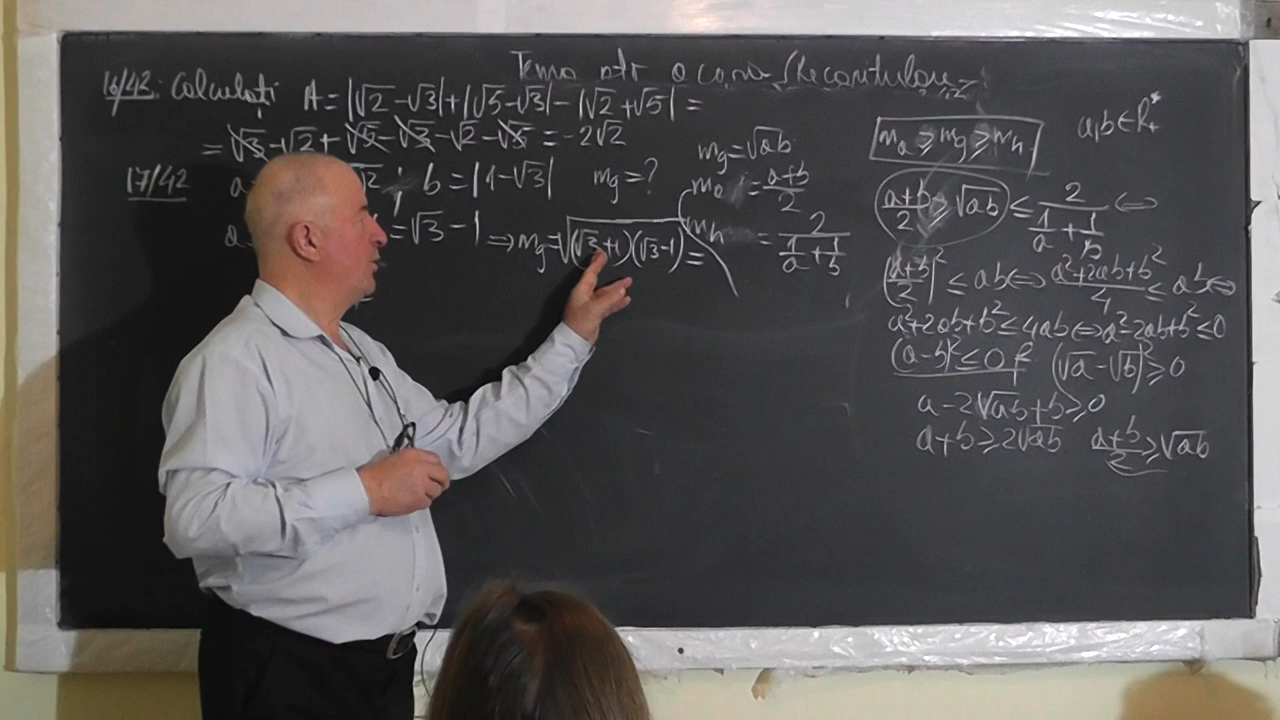 Tema ptr o
16/42: Calculați A = |√2 - √3| + |√5 - √3| - |√2 + √5| =
= √3 - √2 + √5 - √3 - √2 - √5 = -2√2
17/42 a √2 ; b = |1 - √3| mg = ?
a = √3 - 1 ⇒ mg = √(√3+1)(√3-1) =
mg = √ab
ma = a+b/2
mh = 2/(1/a + 1/b)
ma ≥ mg ≥ mh a,b ∈ R*+
a+b/2 ≥ √ab ≤ 2/(1/a + 1/b) ⇔
(a+b/2)² ≤ ab ⇔ a²+2ab+b²/4 ≤ ab ⇔
a²+2ab+b² ≤ 4ab ⇔ a²-2ab+b² ≤ 0
(a-b)² ≤ 0 f (√a - √b)² ≥ 0
a - 2√ab + b ≥ 0
a+b ≥ 2√ab a+b/2 ≥ √ab